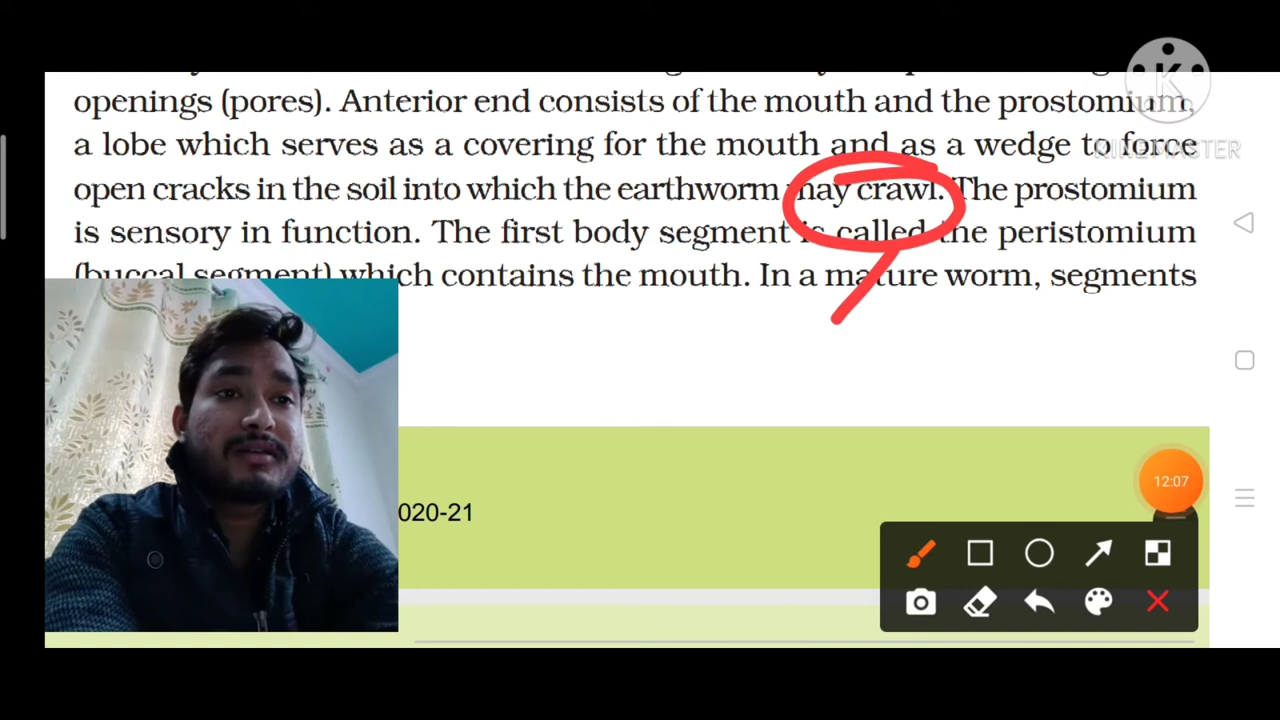 openings (pores). Anterior end consists of the mouth and the prostomium,
a lobe which serves as a covering for the mouth and as a wedge to force
open cracks in the soil into which the earthworm may crawl. The prostomium
is sensory in function. The first body segment is called the peristomium
(buccal segment) which contains the mouth. In a mature worm, segments
020-21
12:07
K
KINEMASTER